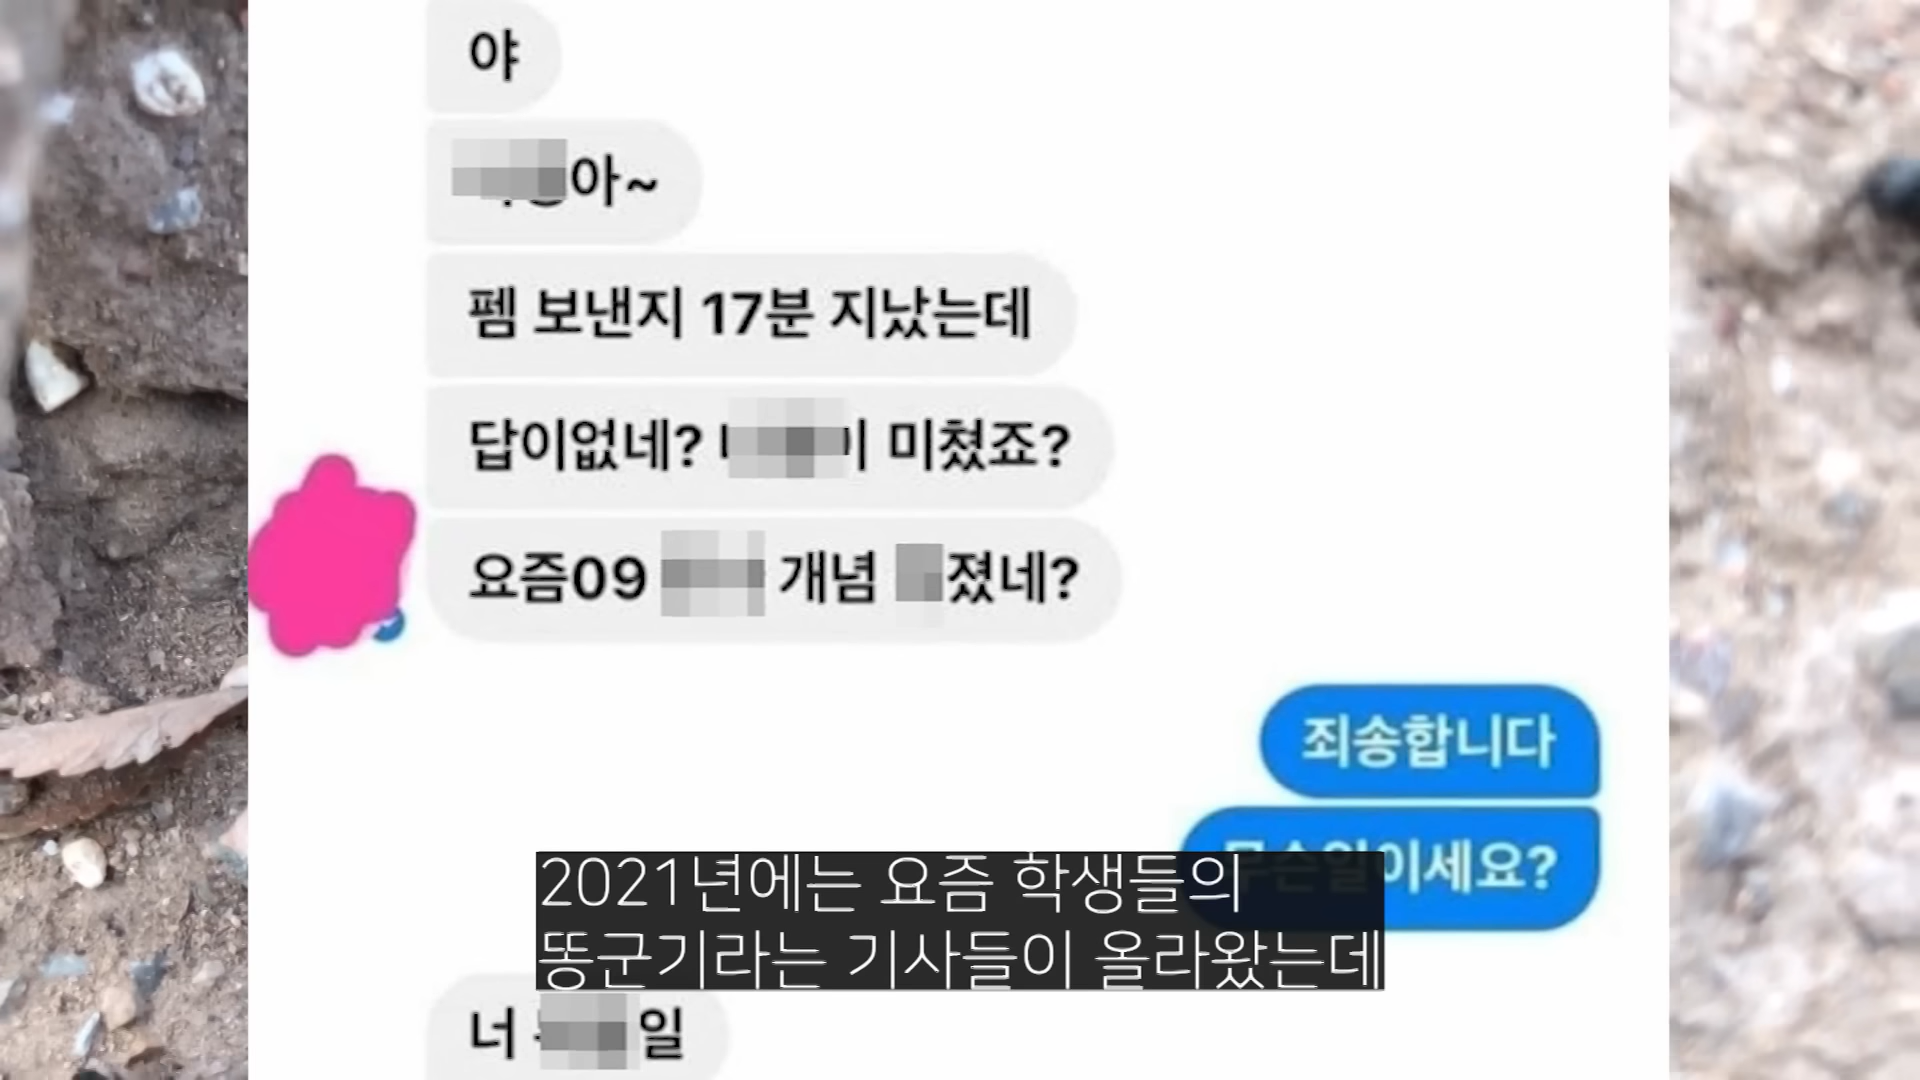 야
아~
펨 보낸지 17분 지났는데
답이없네? 미쳤죠?
요즘09 개념 졌네?
죄송합니다
무슨일이세요?
2021년에는 요즘 학생들의
똥군기라는 기사들이 올라왔는데
너 일